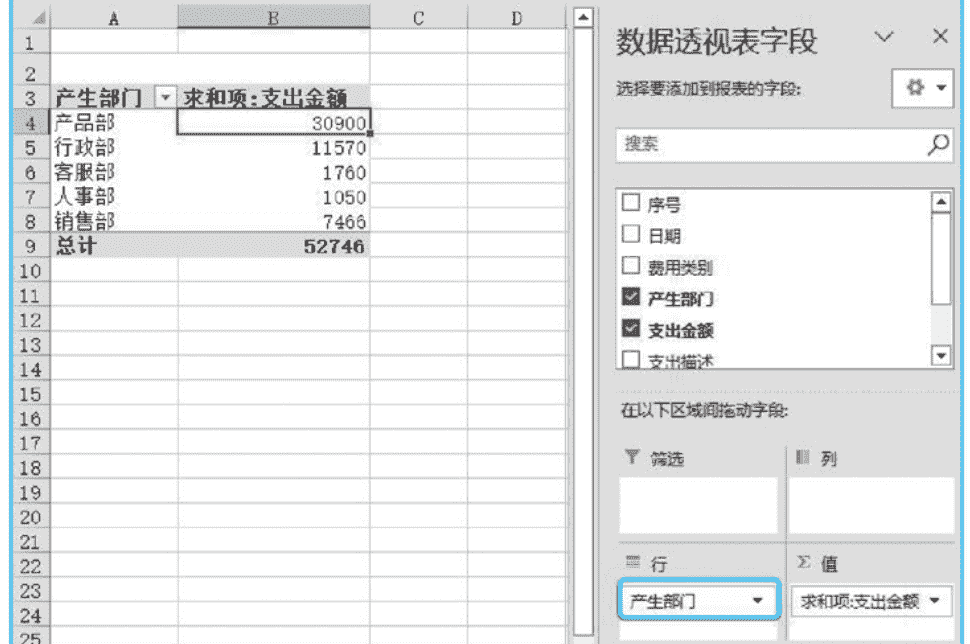 A B C D
1
2
3 产生部门 求和项:支出金额
4 产品部 30900
5 行政部 11570
6 客服部 1760
7 人事部 1050
8 销售部 7466
9 总计 52746
10
11
12
13
14
15
16
17
18
19
20
21
22
23
24
25
数据透视表字段
选择要添加到报表的字段:
搜索
序号
日期
费用类别
产生部门
支出金额
支出描述
在以下区域间拖动字段:
筛选
列
行
Σ 值
产生部门
求和项:支出金额